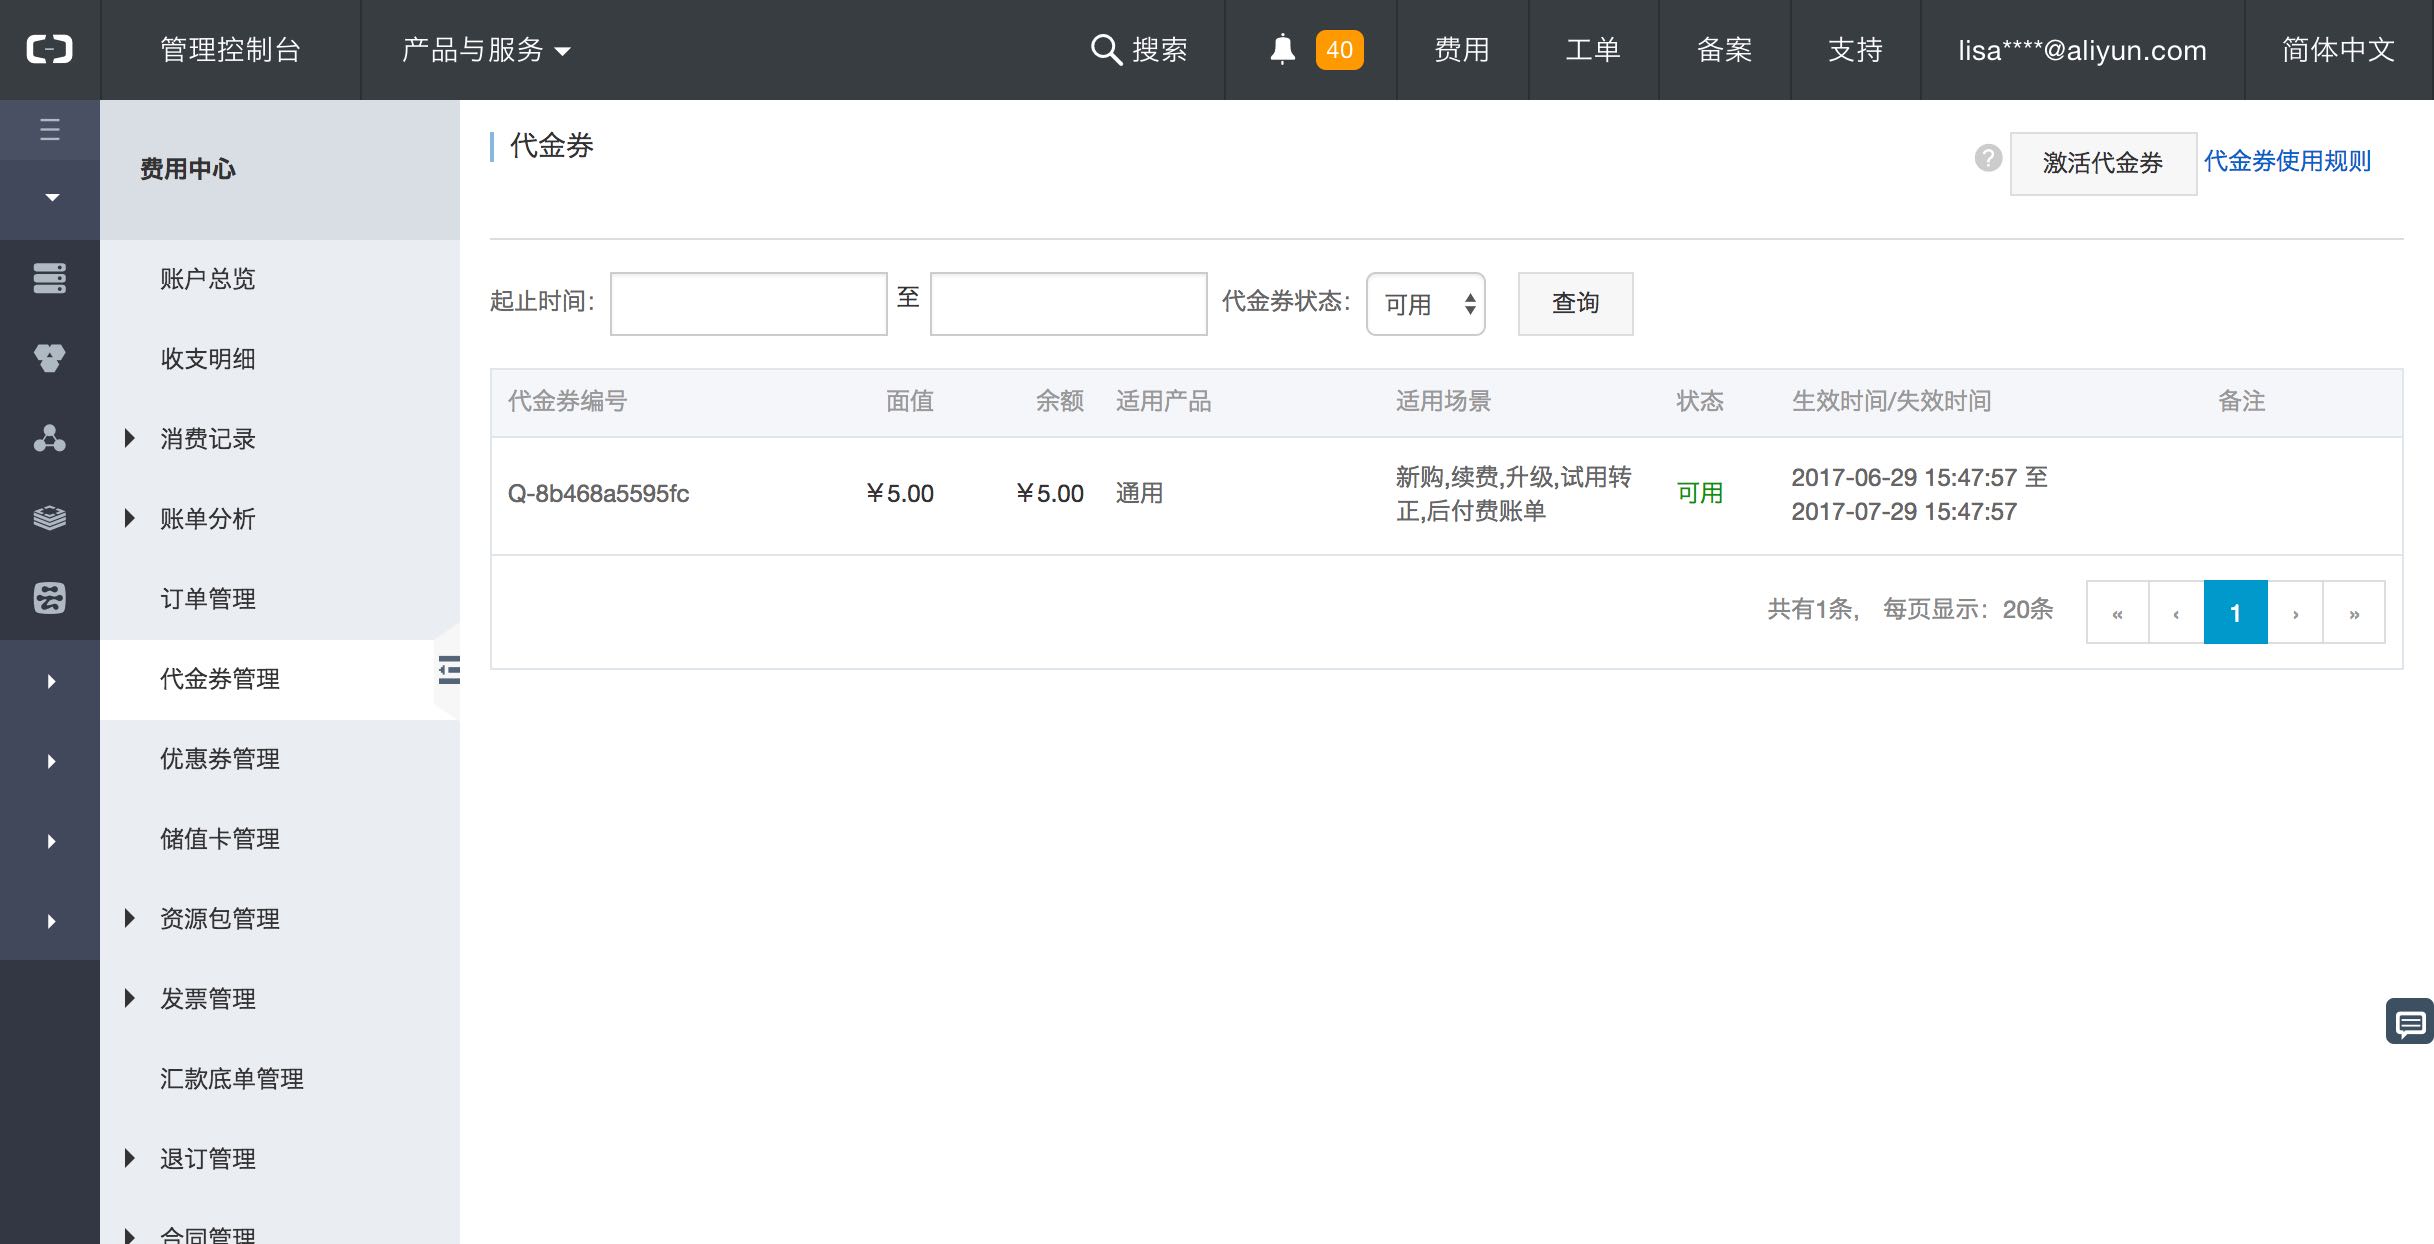 管理控制台
产品与服务
搜索
40
费用
工单
备案
支持
lisa****@aliyun.com
简体中文
费用中心
账户总览
收支明细
消费记录
账单分析
订单管理
代金券管理
优惠券管理
储值卡管理
资源包管理
发票管理
汇款底单管理
退订管理
合同管理
代金券
?
激活代金券
代金券使用规则
起止时间：
至
代金券状态：
可用
查询
代金券编号 面值 余额 适用产品 适用场景 状态 生效时间/失效时间 备注
Q-8b468a5595fc ￥5.00 ￥5.00 通用 新购,续费,升级,试用转 可用 2017-06-29 15:47:57 至
正,后付费账单 2017-07-29 15:47:57
共有1条， 每页显示：20条 « ‹ 1 › »